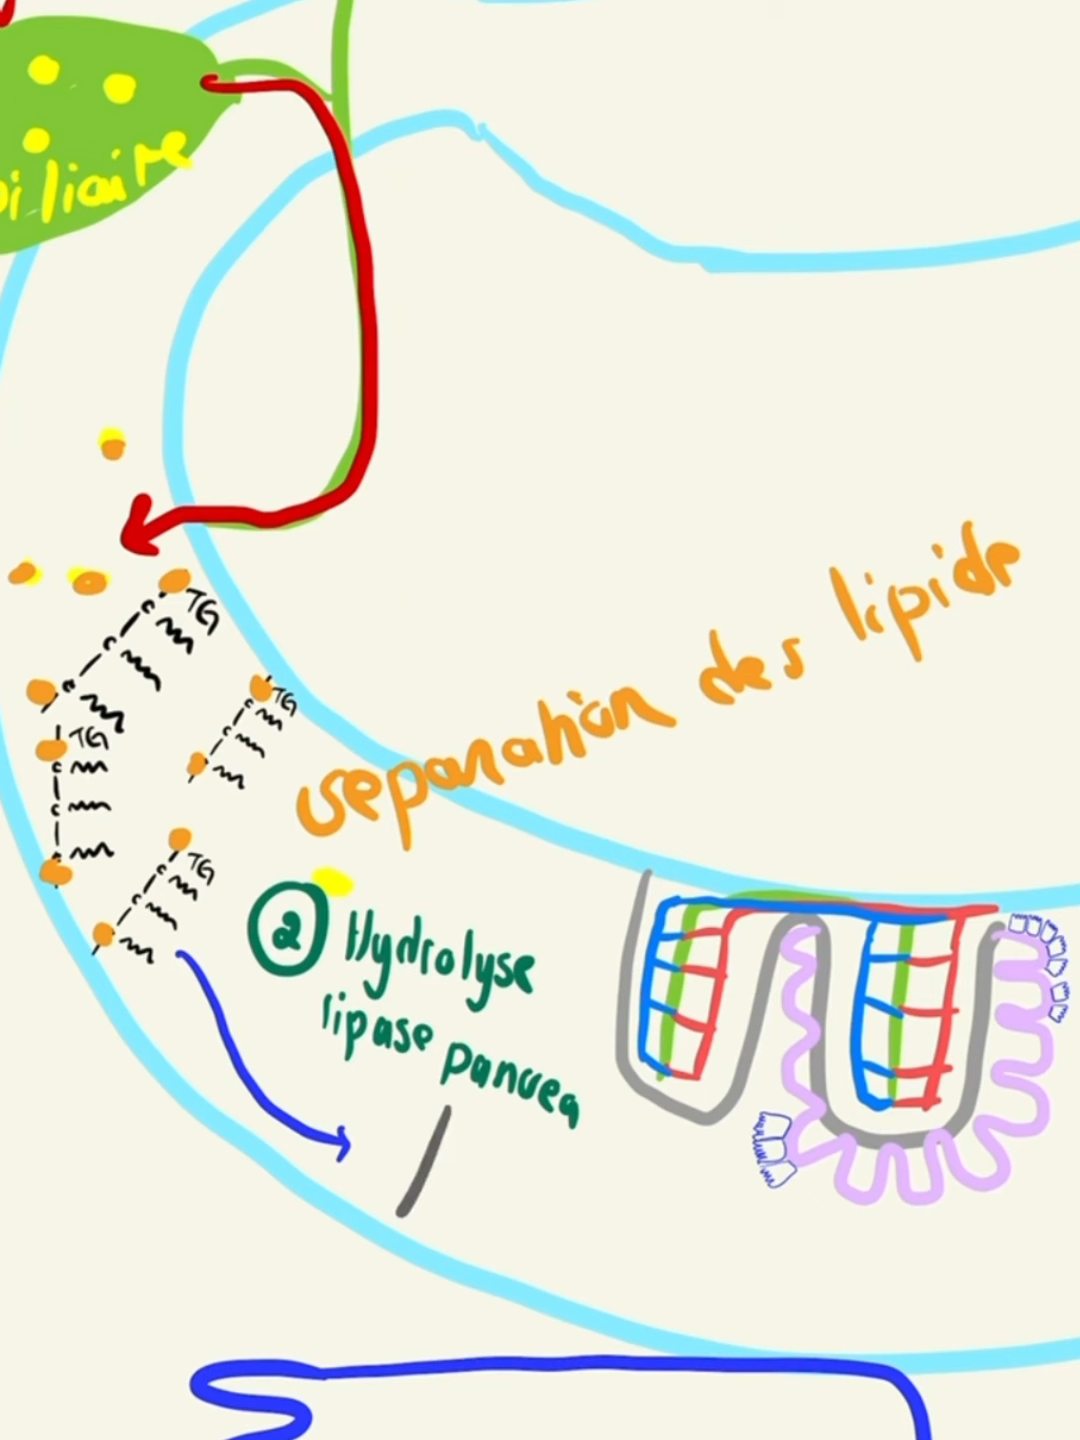 biliaire
TG
separation des lipide
TG
TG
TG
2 Hydrolyse
lipase pancrea